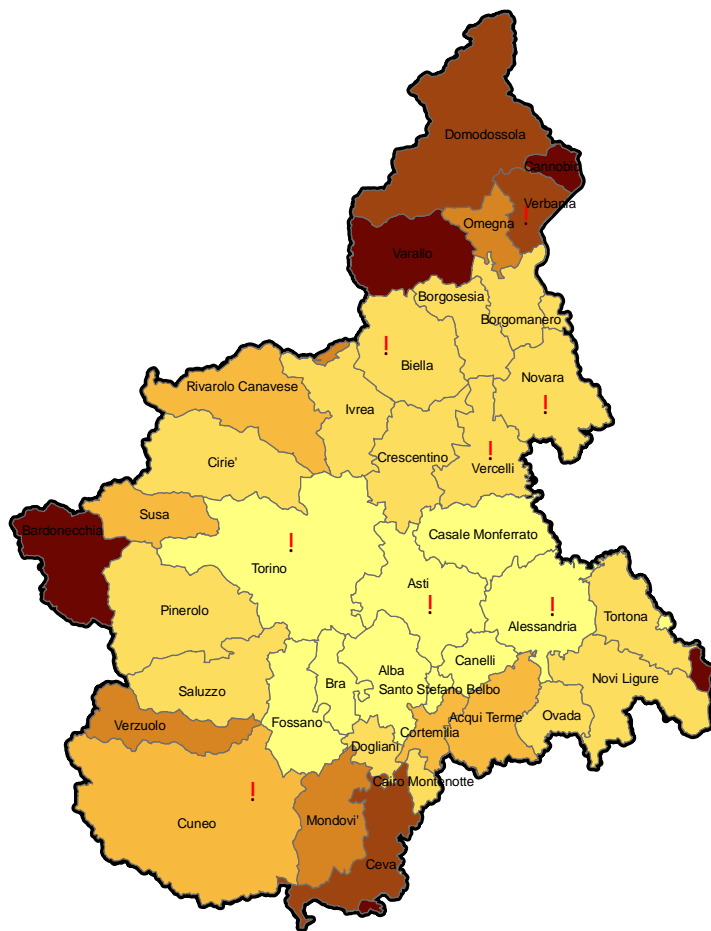 Domodossola
Cannobio
Verbania
!
Omegna
Varallo
Borgosesia
Borgomanero
!
Biella
Novara
Rivarolo Canavese
!
Ivrea
Crescentino
!
Cirie'
Vercelli
Susa
Bardonecchia
Casale Monferrato
!
Torino
Asti
!
!
Pinerolo
Alessandria
Tortona
Canelli
Alba
Novi Ligure
Bra
Saluzzo
Santo Stefano Belbo
Fossano
Acqui Terme
Ovada
Verzuolo
Cortemilia
Dogliani
Cairo Montenotte
!
Cuneo
Mondovi'
Ceva